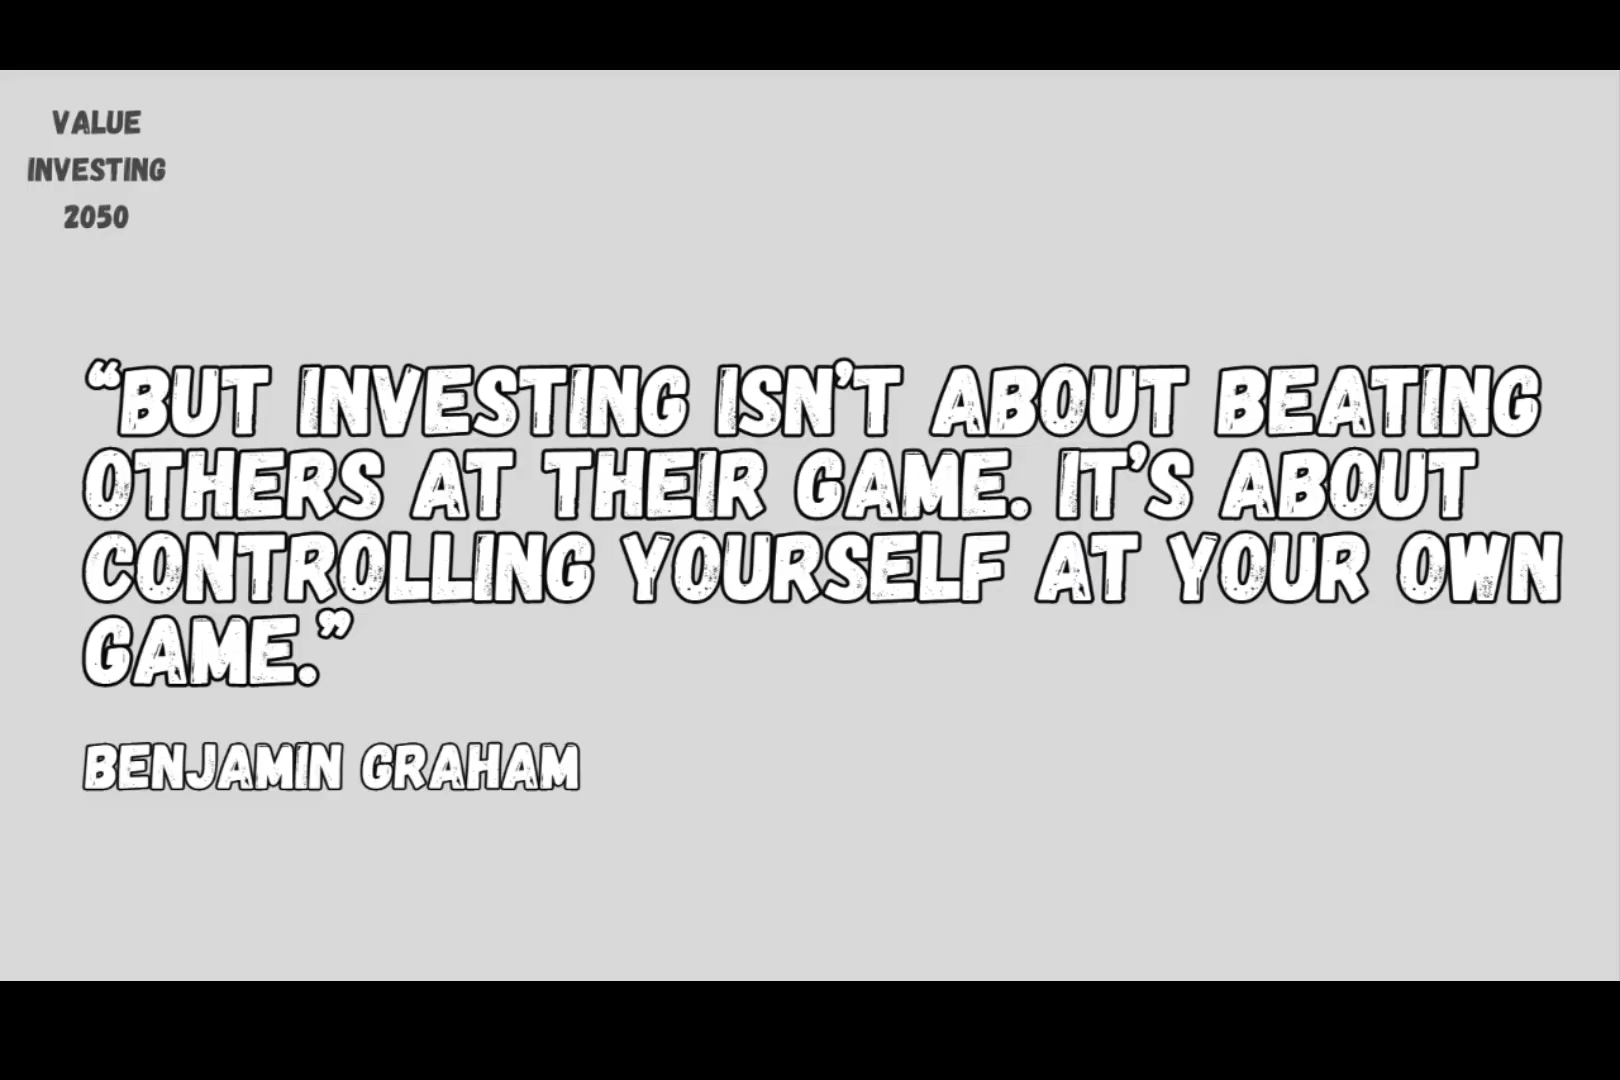 VALUE
INVESTING
2050
“BUT INVESTING ISN’T ABOUT BEATING
OTHERS AT THEIR GAME. IT’S ABOUT
CONTROLLING YOURSELF AT YOUR OWN
GAME.”
BENJAMIN GRAHAM